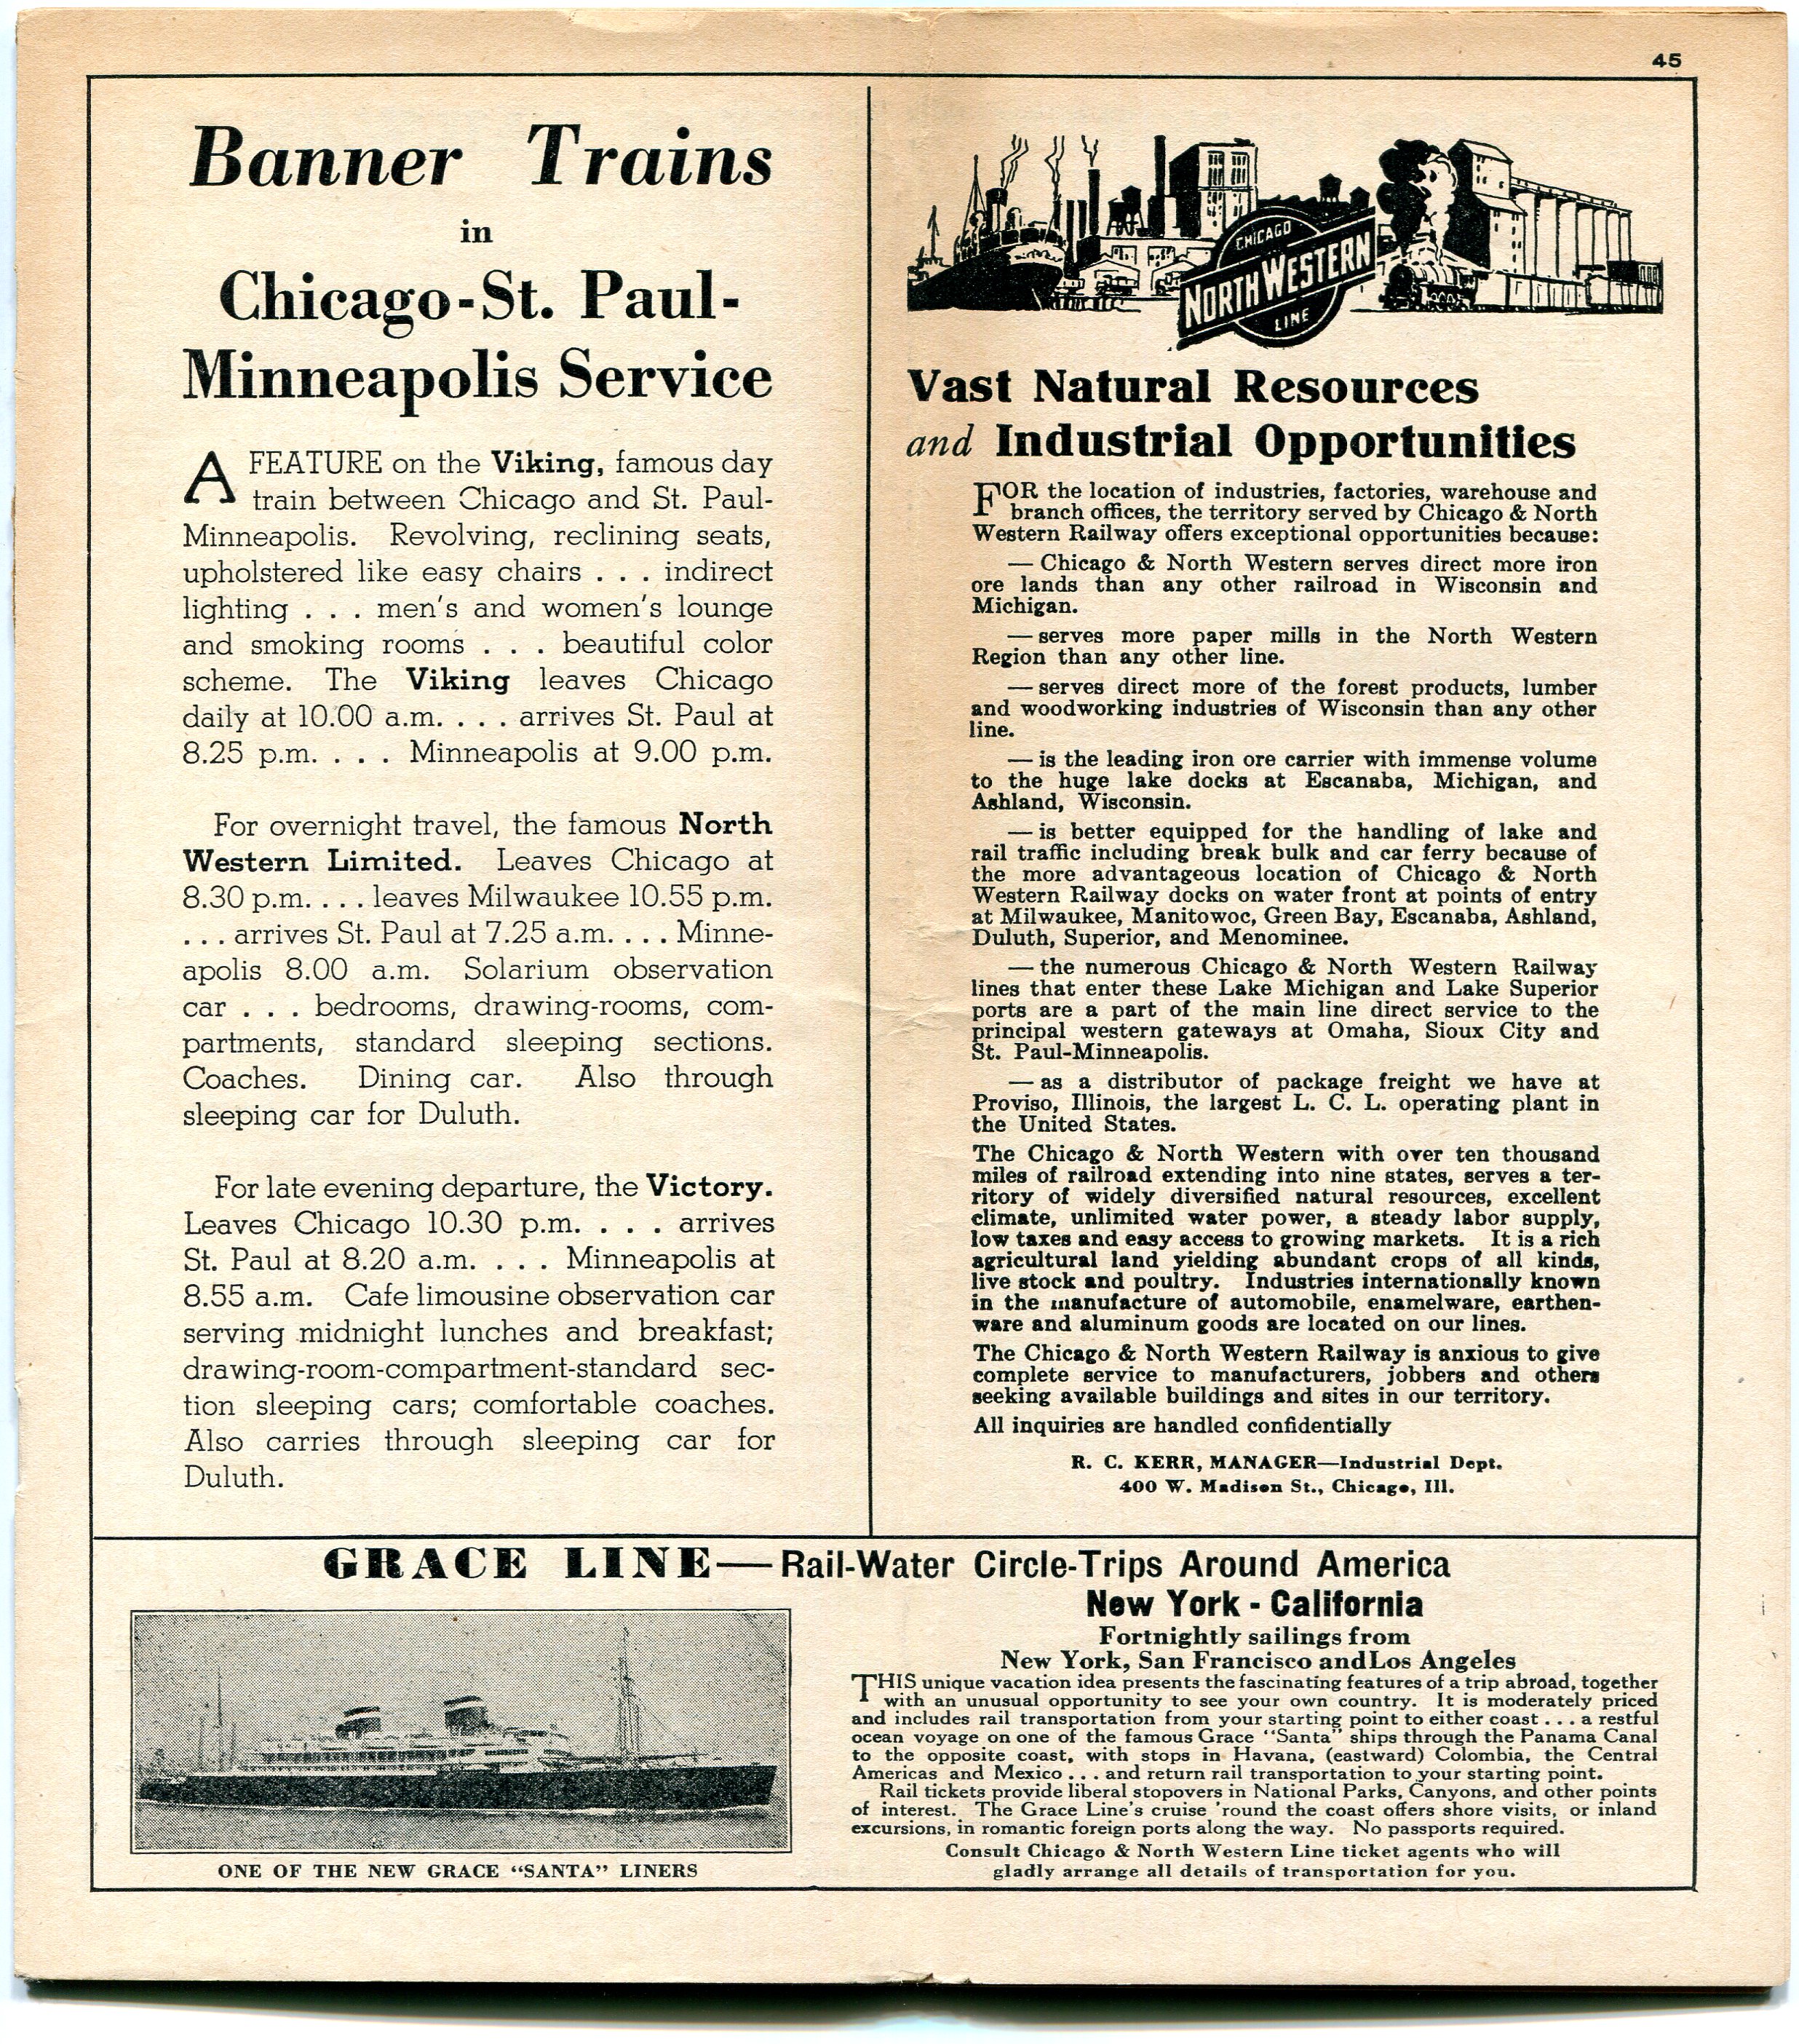 45
Banner Trains
in
Chicago-St. Paul-
Minneapolis Service
A FEATURE on the Viking, famous day
train between Chicago and St. Paul-
Minneapolis. Revolving, reclining seats,
upholstered like easy chairs . . . indirect
lighting . . . men's and women's lounge
and smoking rooms . . . beautiful color
scheme. The Viking leaves Chicago
daily at 10.00 a.m. . . . arrives St. Paul at
8.25 p.m. . . . Minneapolis at 9.00 p.m.
For overnight travel, the famous North
Western Limited. Leaves Chicago at
8.30 p.m. . . . leaves Milwaukee 10.55 p.m.
. . . arrives St. Paul at 7.25 a.m. . . . Minne-
apolis 8.00 a.m. Solarium observation
car . . . bedrooms, drawing-rooms, com-
partments, standard sleeping sections.
Coaches. Dining car. Also through
sleeping car for Duluth.
For late evening departure, the Victory.
Leaves Chicago 10.30 p.m. . . . arrives
St. Paul at 8.20 a.m. . . . Minneapolis at
8.55 a.m. Cafe limousine observation car
serving midnight lunches and breakfast;
drawing-room-compartment-standard sec-
tion sleeping cars; comfortable coaches.
Also carries through sleeping car for
Duluth.
CHICAGO
NORTH WESTERN
LINE
Vast Natural Resources
and Industrial Opportunities
FOR the location of industries, factories, warehouse and
branch offices, the territory served by Chicago & North
Western Railway offers exceptional opportunities because:
— Chicago & North Western serves direct more iron
ore lands than any other railroad in Wisconsin and
Michigan.
— serves more paper mills in the North Western
Region than any other line.
— serves direct more of the forest products, lumber
and woodworking industries of Wisconsin than any other
line.
— is the leading iron ore carrier with immense volume
to the huge lake docks at Escanaba, Michigan, and
Ashland, Wisconsin.
— is better equipped for the handling of lake and
rail traffic including break bulk and car ferry because of
the more advantageous location of Chicago & North
Western Railway docks on water front at points of entry
at Milwaukee, Manitowoc, Green Bay, Escanaba, Ashland,
Duluth, Superior, and Menominee.
— the numerous Chicago & North Western Railway
lines that enter these Lake Michigan and Lake Superior
ports are a part of the main line direct service to the
principal western gateways at Omaha, Sioux City and
St. Paul-Minneapolis.
— as a distributor of package freight we have at
Proviso, Illinois, the largest L. C. L. operating plant in
the United States.
The Chicago & North Western with over ten thousand
miles of railroad extending into nine states, serves a ter-
ritory of widely diversified natural resources, excellent
climate, unlimited water power, a steady labor supply,
low taxes and easy access to growing markets. It is a rich
agricultural land yielding abundant crops of all kinds,
live stock and poultry. Industries internationally known
in the manufacture of automobile, enamelware, earthen-
ware and aluminum goods are located on our lines.
The Chicago & North Western Railway is anxious to give
complete service to manufacturers, jobbers and others
seeking available buildings and sites in our territory.
All inquiries are handled confidentially
R. C. KERR, MANAGER—Industrial Dept.
400 W. Madison St., Chicago, Ill.
GRACE LINE—Rail-Water Circle-Trips Around America
New York - California
Fortnightly sailings from
New York, San Francisco andLos Angeles
THIS unique vacation idea presents the fascinating features of a trip abroad, together
with an unusual opportunity to see your own country. It is moderately priced
and includes rail transportation from your starting point to either coast . . . a restful
ocean voyage on one of the famous Grace "Santa" ships through the Panama Canal
to the opposite coast, with stops in Havana, (eastward) Colombia, the Central
Americas and Mexico . . . and return rail transportation to your starting point.
Rail tickets provide liberal stopovers in National Parks, Canyons, and other points
of interest. The Grace Line's cruise 'round the coast offers shore visits, or inland
excursions, in romantic foreign ports along the way. No passports required.
Consult Chicago & North Western Line ticket agents who will
gladly arrange all details of transportation for you.
ONE OF THE NEW GRACE "SANTA" LINERS